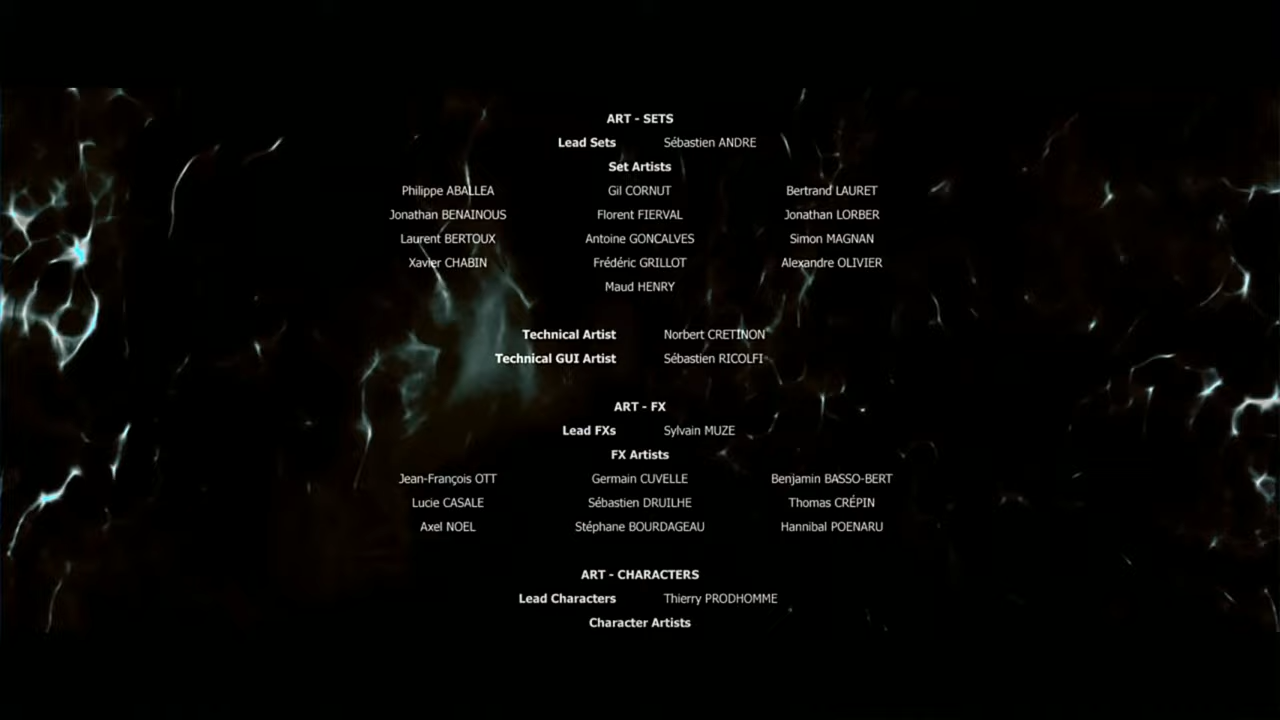 ART - SETS
Lead Sets Sébastien ANDRE
Set Artists
Philippe ABALLEA Gil CORNUT Bertrand LAURET
Jonathan BENAINOUS Florent FIERVAL Jonathan LORBER
Laurent BERTOUX Antoine GONCALVES Simon MAGNAN
Xavier CHABIN Frédéric GRILLOT Alexandre OLIVIER
Maud HENRY
Technical Artist Norbert CRETINON
Technical GUI Artist Sébastien RICOLFI
ART - FX
Lead FXs Sylvain MUZE
FX Artists
Jean-François OTT Germain CUVELLE Benjamin BASSO-BERT
Lucie CASALE Sébastien DRUILHE Thomas CRÉPIN
Axel NOEL Stéphane BOURDAGEAU Hannibal POENARU
ART - CHARACTERS
Lead Characters Thierry PRODHOMME
Character Artists